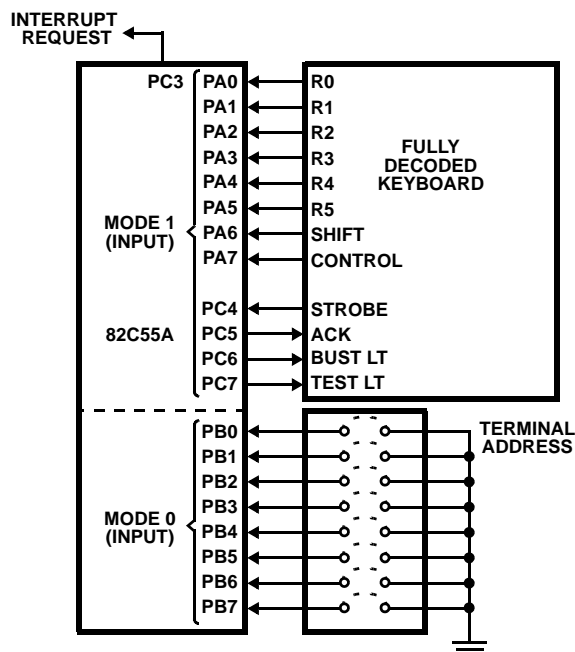 INTERRUPT
REQUEST
PC3 PA0 R0
PA1 R1
PA2 R2
PA3 R3
PA4 R4
PA5 R5
PA6 SHIFT
PA7 CONTROL
MODE 1
(INPUT)
FULLY
DECODED
KEYBOARD
PC4 STROBE
82C55A PC5 ACK
PC6 BUST LT
PC7 TEST LT
PB0
PB1
PB2
PB3
PB4
PB5
PB6
PB7
MODE 0
(INPUT)
TERMINAL
ADDRESS